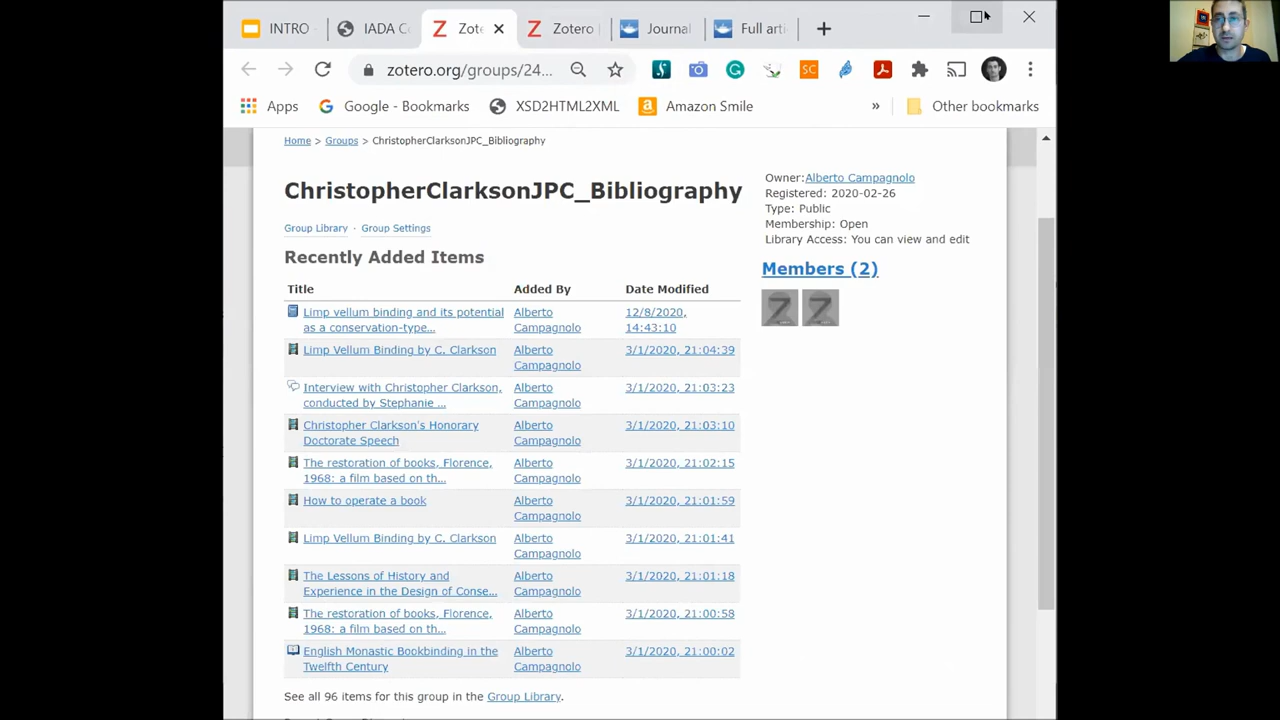 INTRO
IADA C
Zote
Zotero
Journal
Full arti
zotero.org/groups/24...
SC
Apps
Google - Bookmarks
XSD2HTML2XML
Amazon Smile
»
Other bookmarks
Home > Groups > ChristopherClarksonJPC_Bibliography
ChristopherClarksonJPC_Bibliography
Group Library · Group Settings
Recently Added Items
Title Added By Date Modified
Limp vellum binding and its potential Alberto 12/8/2020,
as a conservation-type... Campagnolo 14:43:10
Limp Vellum Binding by C. Clarkson Alberto 3/1/2020, 21:04:39
Campagnolo
Interview with Christopher Clarkson, Alberto 3/1/2020, 21:03:23
conducted by Stephanie ... Campagnolo
Christopher Clarkson's Honorary Alberto 3/1/2020, 21:03:10
Doctorate Speech Campagnolo
The restoration of books, Florence, Alberto 3/1/2020, 21:02:15
1968: a film based on th... Campagnolo
How to operate a book Alberto 3/1/2020, 21:01:59
Campagnolo
Limp Vellum Binding by C. Clarkson Alberto 3/1/2020, 21:01:41
Campagnolo
The Lessons of History and Alberto 3/1/2020, 21:01:18
Experience in the Design of Conse... Campagnolo
The restoration of books, Florence, Alberto 3/1/2020, 21:00:58
1968: a film based on th... Campagnolo
English Monastic Bookbinding in the Alberto 3/1/2020, 21:00:02
Twelfth Century Campagnolo
See all 96 items for this group in the Group Library.
Owner:Alberto Campagnolo
Registered: 2020-02-26
Type: Public
Membership: Open
Library Access: You can view and edit
Members (2)